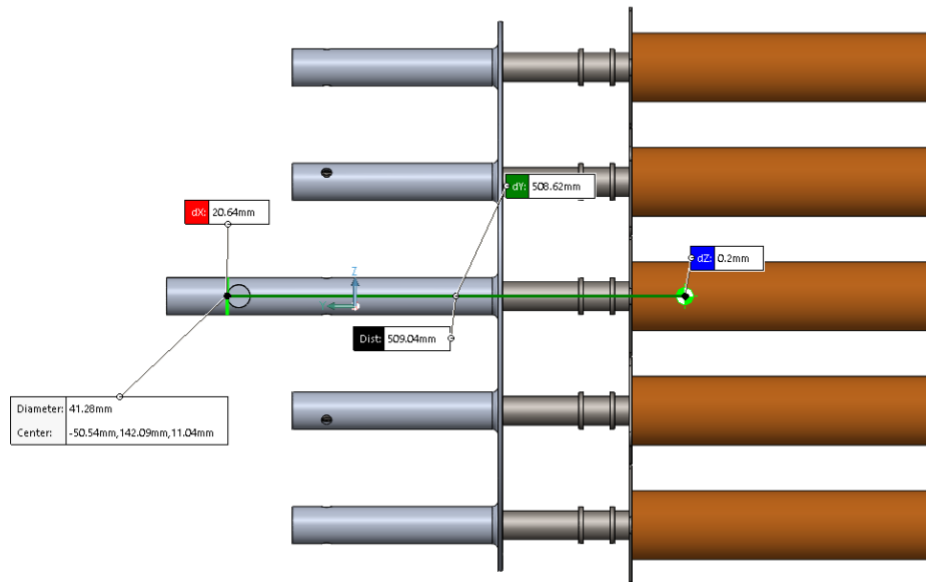 dY: 508.62mm
dX: 20.64mm
dZ: 0.2mm
Z
Dist: 509.04mm
Diameter: 41.28mm
Center: -50.54mm,142.09mm,11.04mm